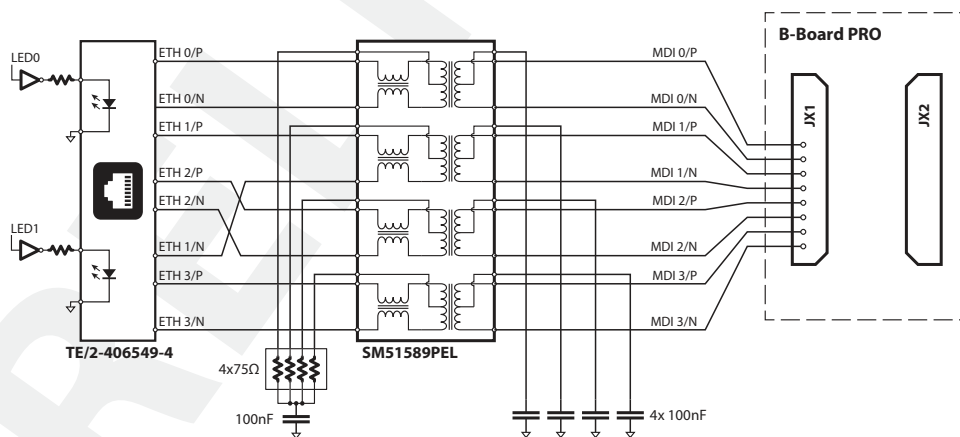 B-Board PRO
LED0
ETH 0/P
MDI 0/P
ETH 0/N
MDI 0/N
JX1
JX2
ETH 1/P
MDI 1/P
ETH 2/P
MDI 1/N
ETH 2/N
MDI 2/P
LED1
ETH 1/N
MDI 2/N
ETH 3/P
MDI 3/P
ETH 3/N
MDI 3/N
TE/2-406549-4
SM51589PEL
4x75Ω
100nF
4x 100nF